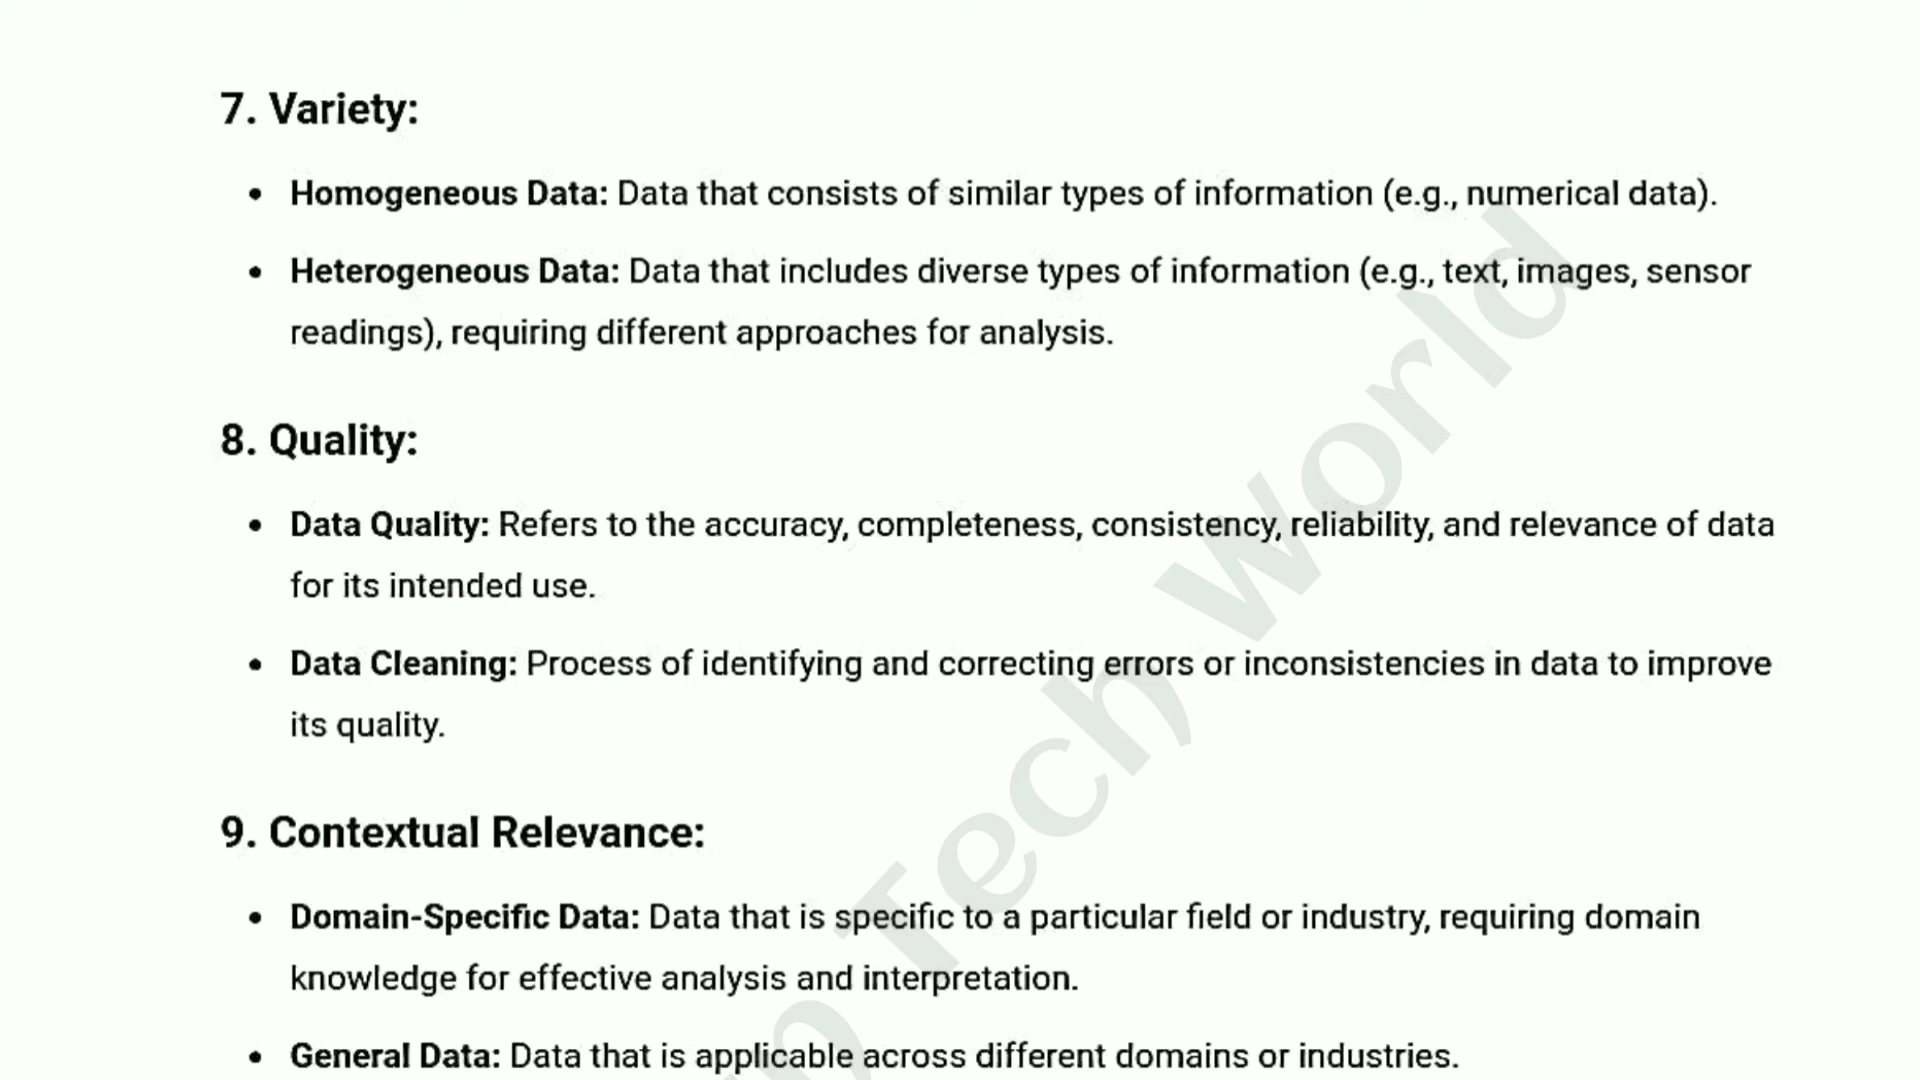 7. Variety:
• Homogeneous Data: Data that consists of similar types of information (e.g., numerical data).
• Heterogeneous Data: Data that includes diverse types of information (e.g., text, images, sensor
readings), requiring different approaches for analysis.
8. Quality:
• Data Quality: Refers to the accuracy, completeness, consistency, reliability, and relevance of data
for its intended use.
• Data Cleaning: Process of identifying and correcting errors or inconsistencies in data to improve
its quality.
9. Contextual Relevance:
• Domain-Specific Data: Data that is specific to a particular field or industry, requiring domain
knowledge for effective analysis and interpretation.
• General Data: Data that is applicable across different domains or industries.
Tech World